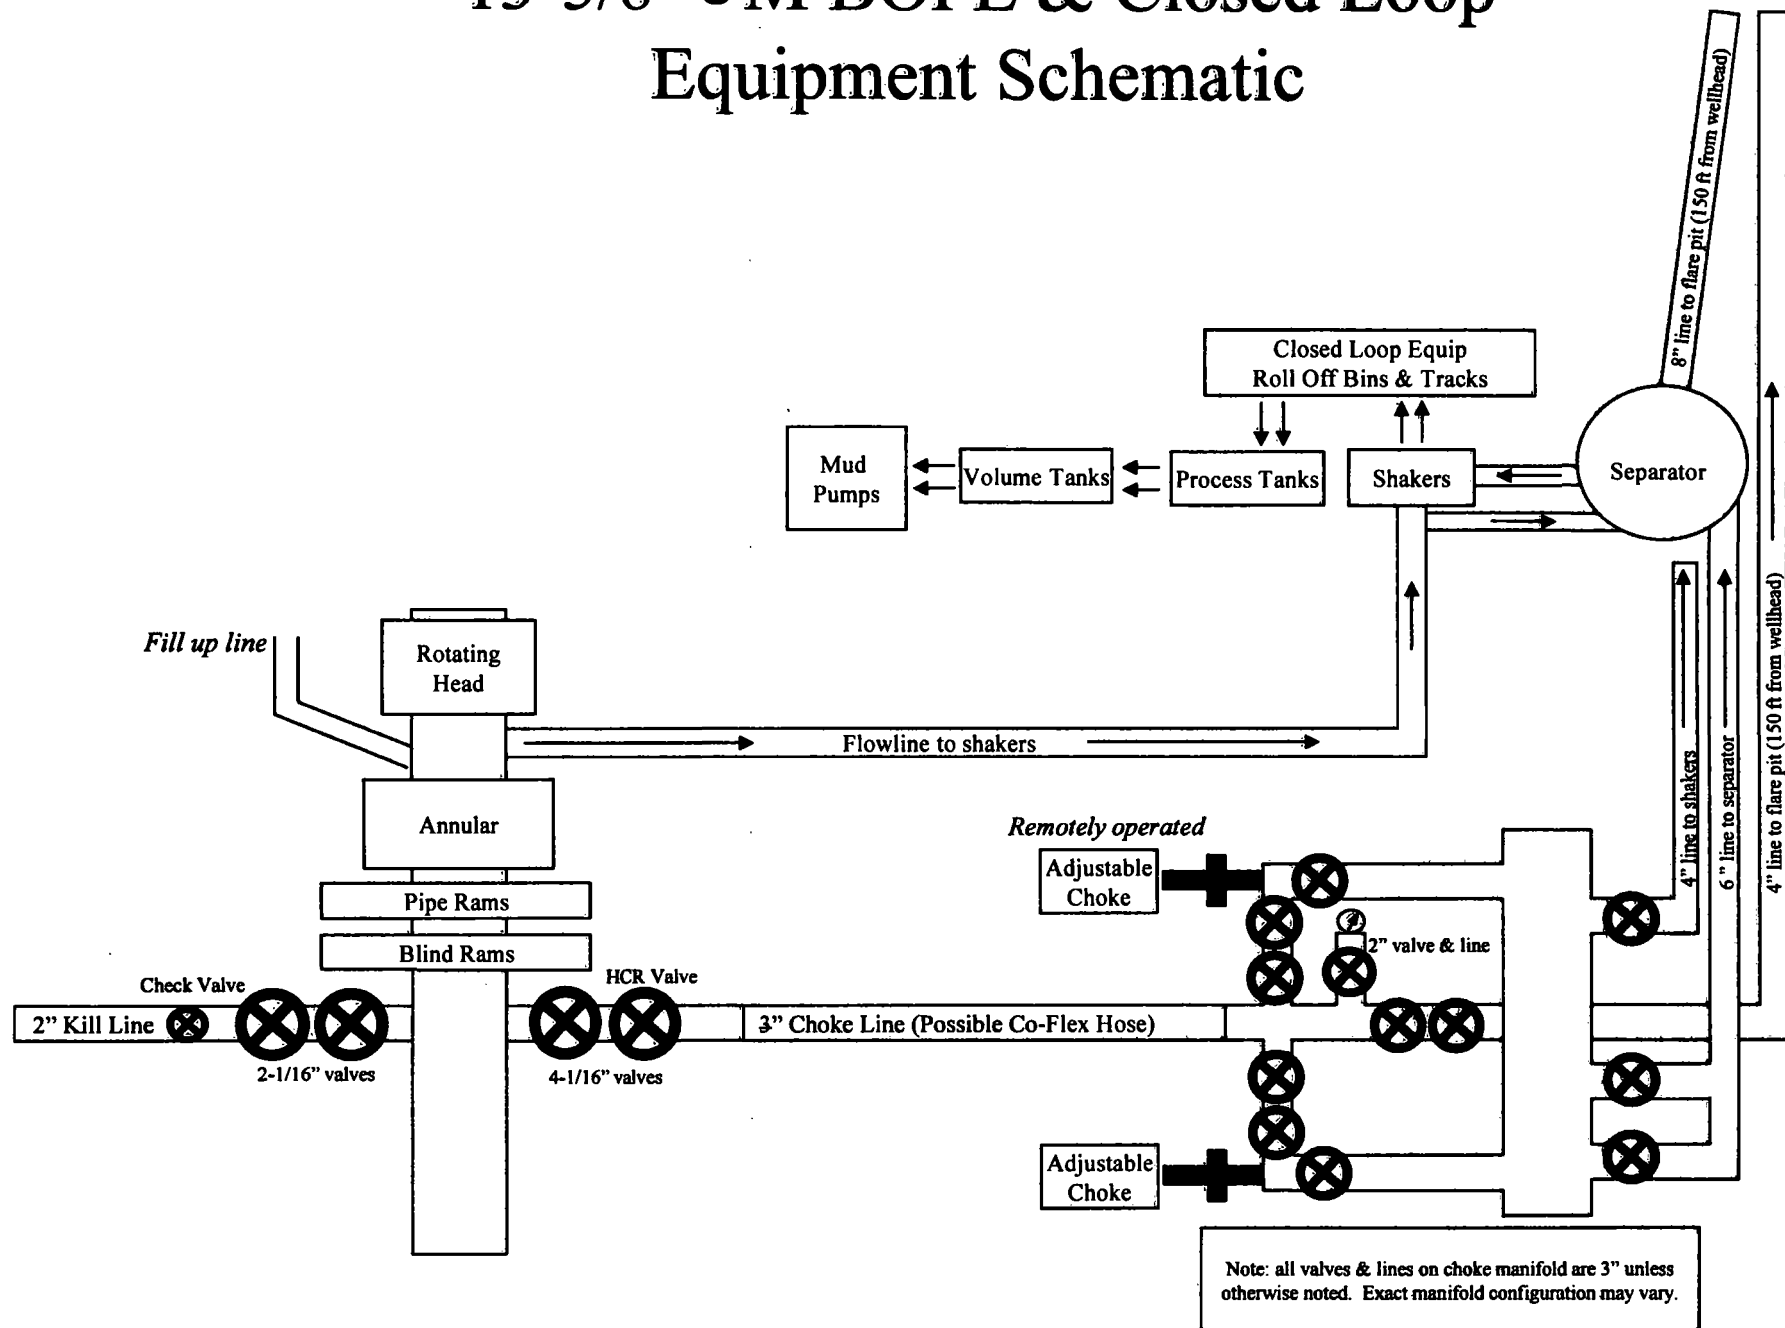 BOPE & Closed Loop
Equipment Schematic
8" line to flare pit (150 ft from wellhead)
Closed Loop Equip
Roll Off Bins & Tracks
Mud
Pumps
Volume Tanks
Process Tanks
Shakers
Separator
Fill up line
Rotating
Head
Flowline to shakers
Annular
Pipe Rams
Blind Rams
Check Valve
HCR Valve
2" Kill Line
2-1/16" valves
4-1/16" valves
3" Choke Line (Possible Co-Flex Hose)
Remotely operated
Adjustable
Choke
2" valve & line
Adjustable
Choke
4" line to shakers
6" line to separator
4" line to flare pit (150 ft from wellhead)
Note: all valves & lines on choke manifold are 3" unless
otherwise noted. Exact manifold configuration may vary.